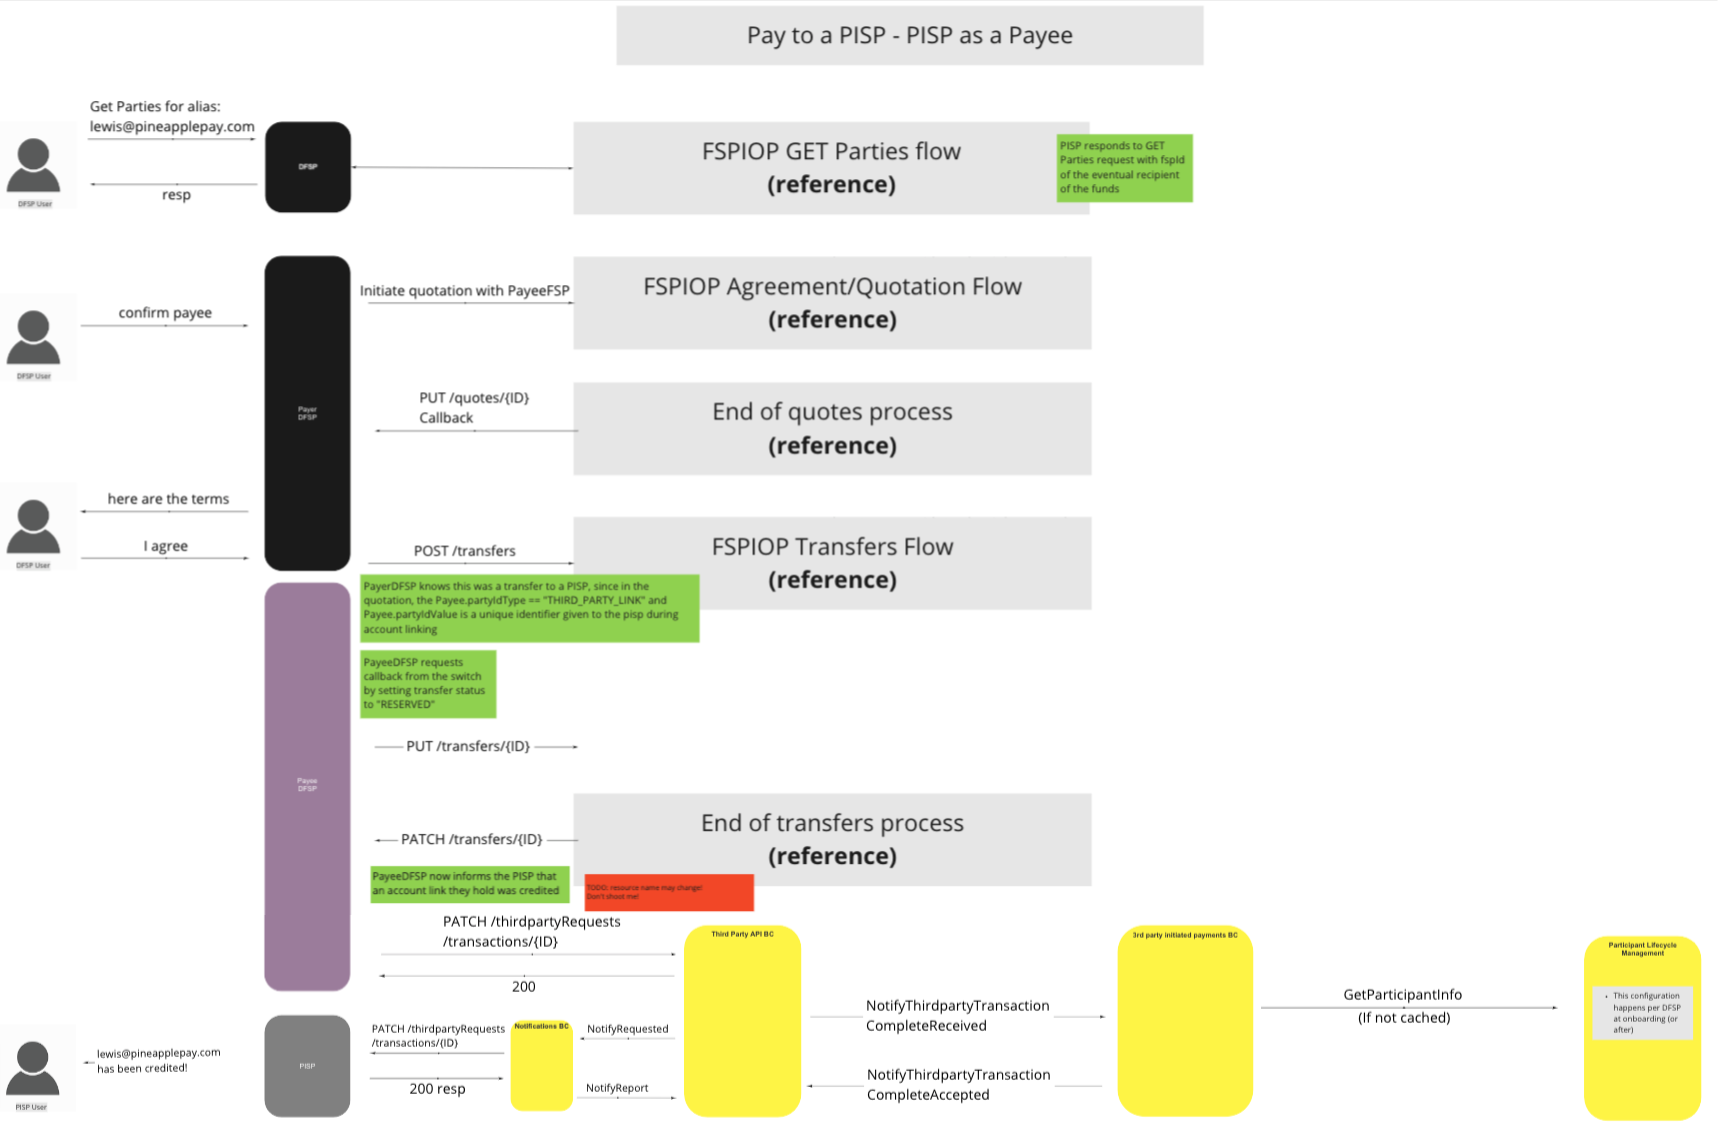 Pay to a PISP - PISP as a Payee
Get Parties for alias:
lewis@pineapplepay.com
resp
DFSP User
DFSP
FSPIOP GET Parties flow
(reference)
PISP responds to GET
Parties request with fspId
of the eventual recipient
of the funds
confirm payee
DFSP User
Payer
DFSP
Initiate quotation with PayeeFSP
FSPIOP Agreement/Quotation Flow
(reference)
PUT /quotes/{ID}
Callback
End of quotes process
(reference)
here are the terms
I agree
DFSP User
POST /transfers
FSPIOP Transfers Flow
(reference)
PayerDFSP knows this was a transfer to a PISP, since in the
quotation, the Payee.partyIdType == "THIRD_PARTY_LINK" and
Payee.partyIdValue is a unique identifier given to the pisp during
account linking
PayeeDFSP requests
callback from the switch
by setting transfer status
to "RESERVED"
PUT /transfers/{ID}
Payee
DFSP
PATCH /transfers/{ID}
End of transfers process
(reference)
PayeeDFSP now informs the PISP that
an account link they hold was credited
TODO: resource name may change!
Don't shoot me!
PATCH /thirdpartyRequests
/transactions/{ID}
200
Third Party API BC
3rd party initiated payments BC
Participant Lifecycle
Management
• This configuration
happens per DFSP
at onboarding (or
after)
NotifyThirdpartyTransaction
CompleteReceived
GetParticipantInfo
(If not cached)
NotifyThirdpartyTransaction
CompleteAccepted
PATCH /thirdpartyRequests
/transactions/{ID}
200 resp
Notifications BC
NotifyRequested
NotifyReport
PISP
lewis@pineapplepay.com
has been credited!
PISP User